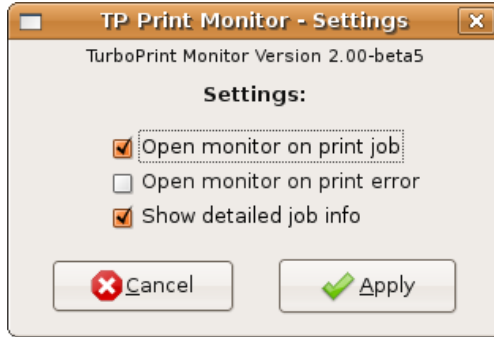 TP Print Monitor - Settings
TurboPrint Monitor Version 2.00-beta5
Settings:
Open monitor on print job
Open monitor on print error
Show detailed job info
Cancel
Apply